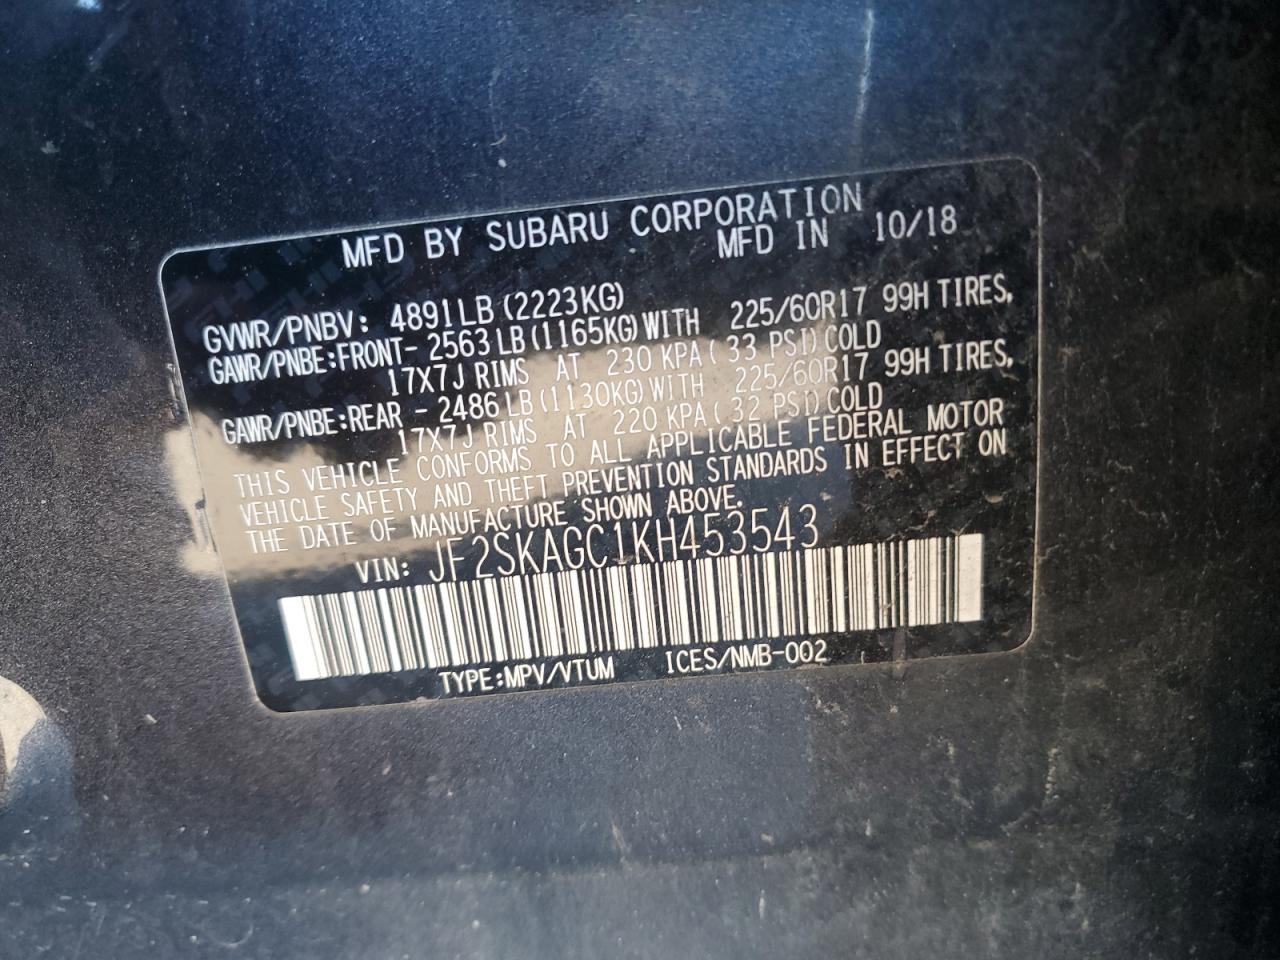 MFD BY SUBARU CORPORATION
MFD IN 10/18
GVWR/PNBV: 4891LB (2223KG)
GAWR/PNBE:FRONT- 2563LB(1165KG)WITH 225/60R17 99H TIRES,
17X7J RIMS AT 230 KPA( 33 PSI)COLD
GAWR/PNBE:REAR - 2486LB(1130KG)WITH 225/60R17 99H TIRES,
17X7J RIMS AT 220 KPA( 32 PSI)COLD
THIS VEHICLE CONFORMS TO ALL APPLICABLE FEDERAL MOTOR
VEHICLE SAFETY AND THEFT PREVENTION STANDARDS IN EFFECT ON
THE DATE OF MANUFACTURE SHOWN ABOVE.
VIN: JF2SKAGC1KH453543
TYPE:MPV/VTUM ICES/NMB-002